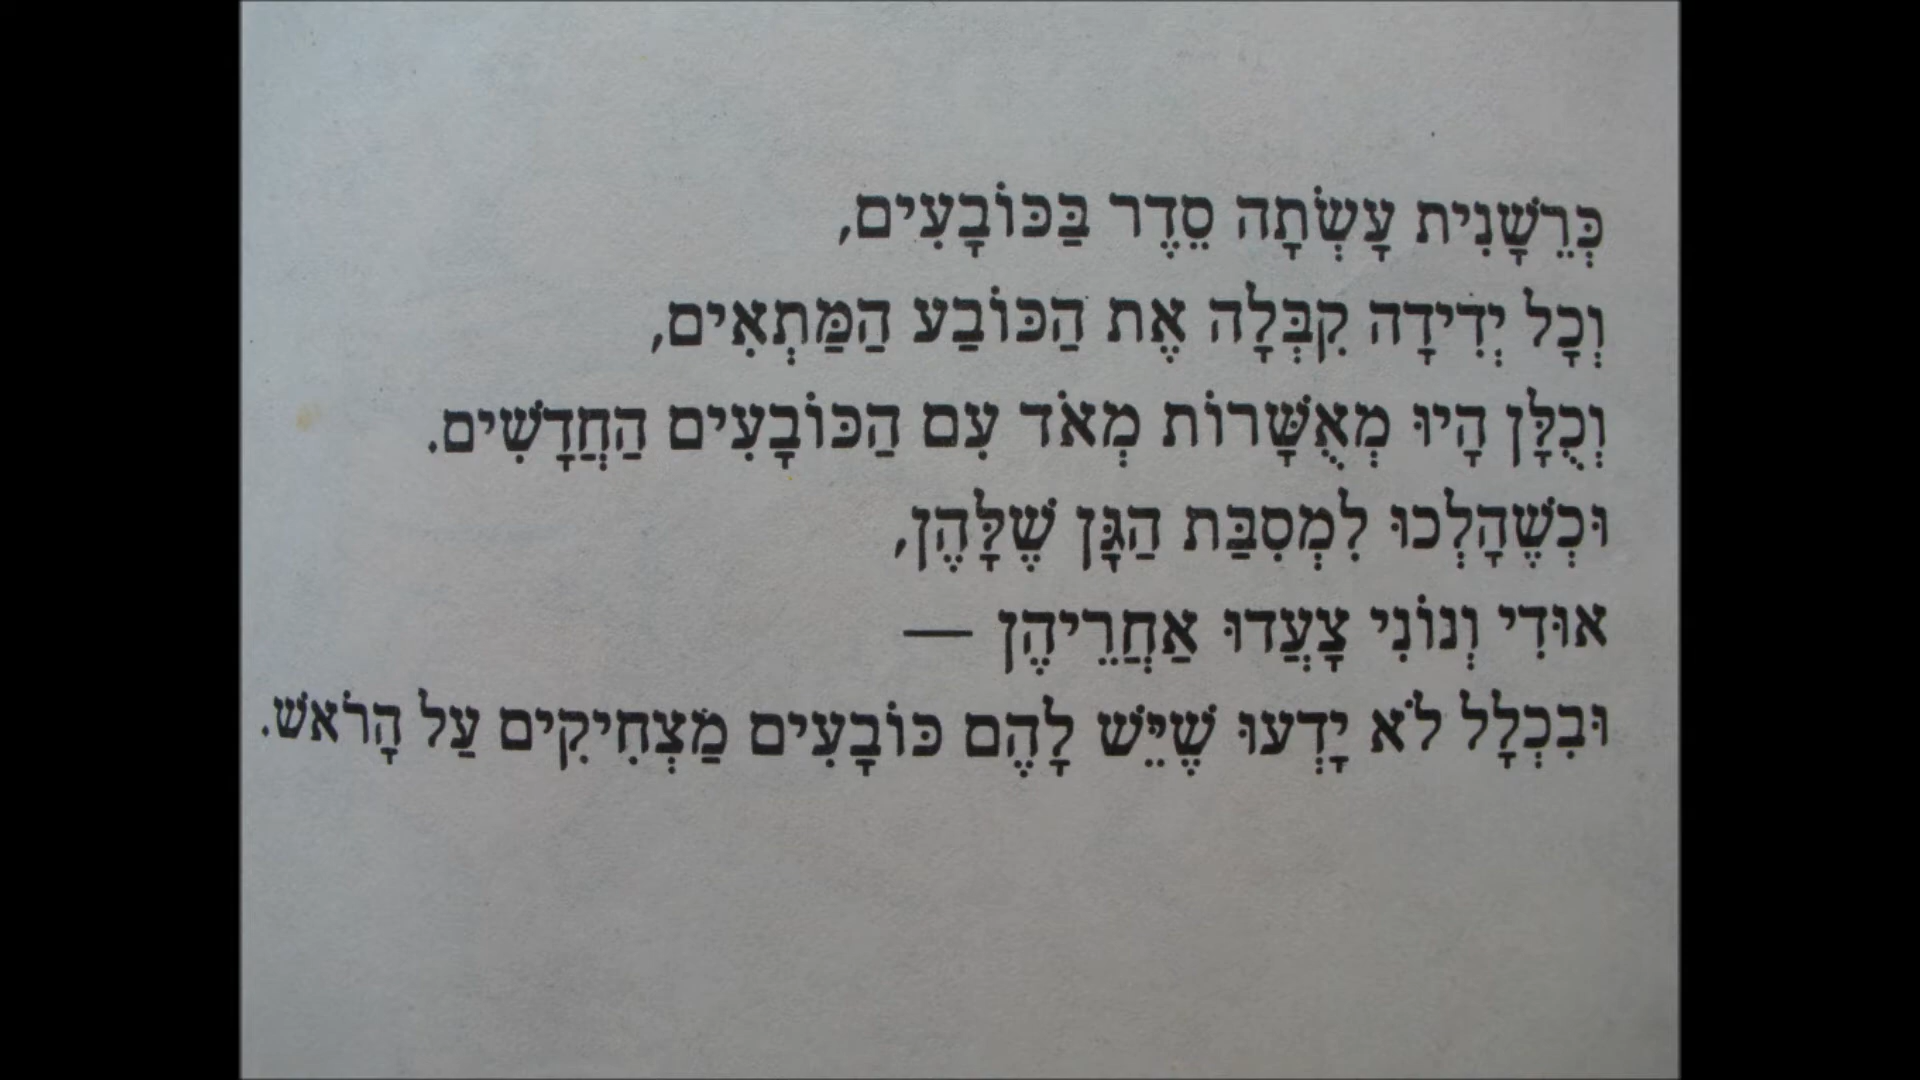 כְּרֵשָׁנִית עָשְׂתָה סֵדֶר בַּכּוֹבָעִים,
וְכָל יְדִידָה קִבְּלָה אֶת הַכּוֹבַע הַמַּתְאִים,
וְכֻלָּן הָיוּ מְאֻשָּׁרוֹת מְאֹד עִם הַכּוֹבָעִים הַחֲדָשִׁים.
וּכְשֶׁהָלְכוּ לִמְסִבַּת הַגָּן שֶׁלָּהֶן,
אוּדִי וְנוֹנִי צָעֲדוּ אַחֲרֵיהֶן —
וּבִכְלָל לֹא יָדְעוּ שֶׁיֵּשׁ לָהֶם כּוֹבָעִים מַצְחִיקִים עַל הָרֹאשׁ.